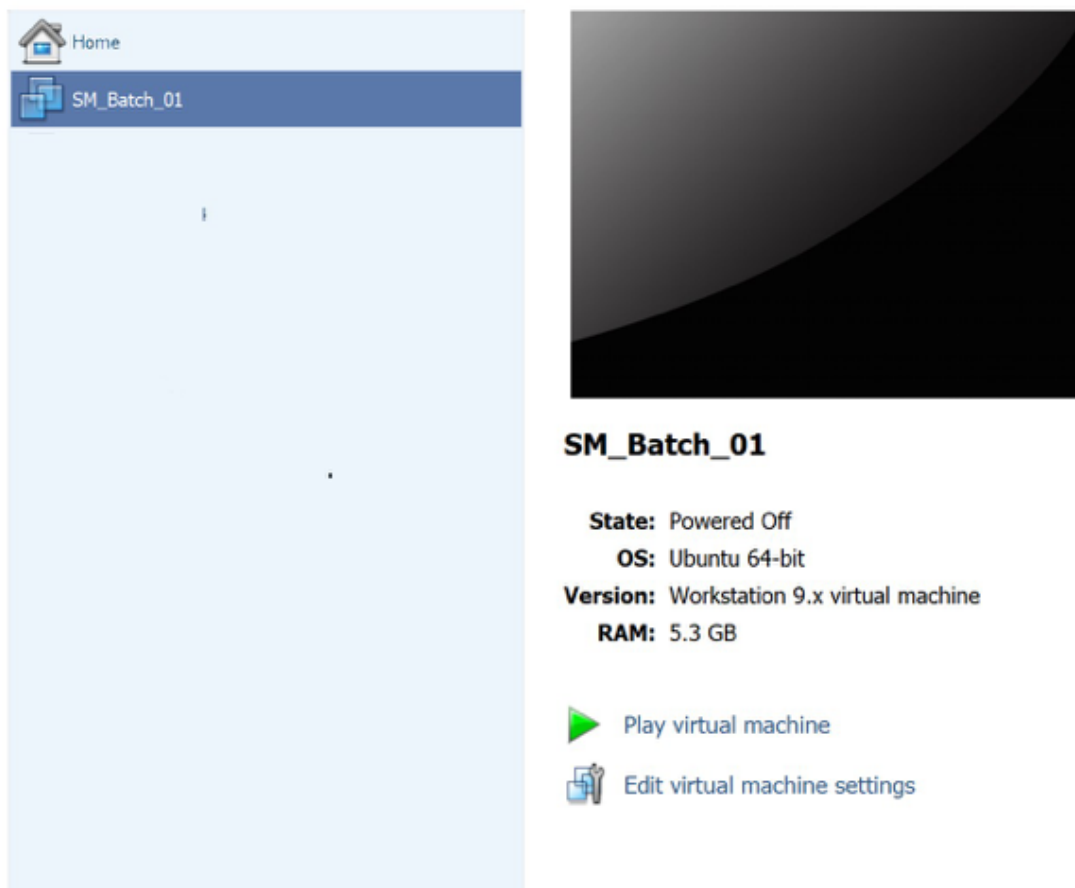 Home
SM_Batch_01
SM_Batch_01
State: Powered Off
OS: Ubuntu 64-bit
Version: Workstation 9.x virtual machine
RAM: 5.3 GB
Play virtual machine
Edit virtual machine settings